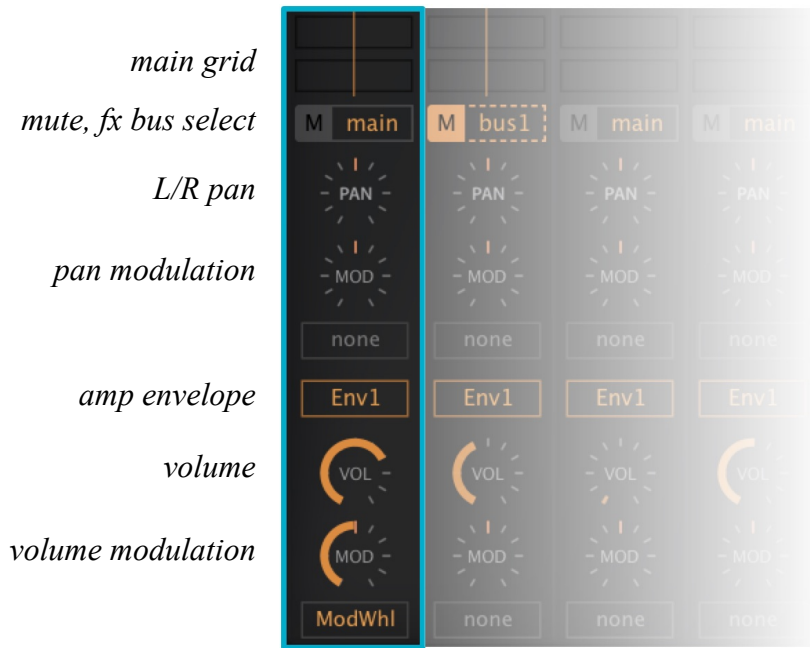 main grid
mute, fx bus select M main M bus1 M main M main
L/R pan PAN PAN PAN PAN
pan modulation MOD MOD MOD MOD
none none none none
amp envelope Env1 Env1 Env1 Env1
volume VOL VOL VOL VOL
volume modulation MOD MOD MOD MOD
ModWhl none none none